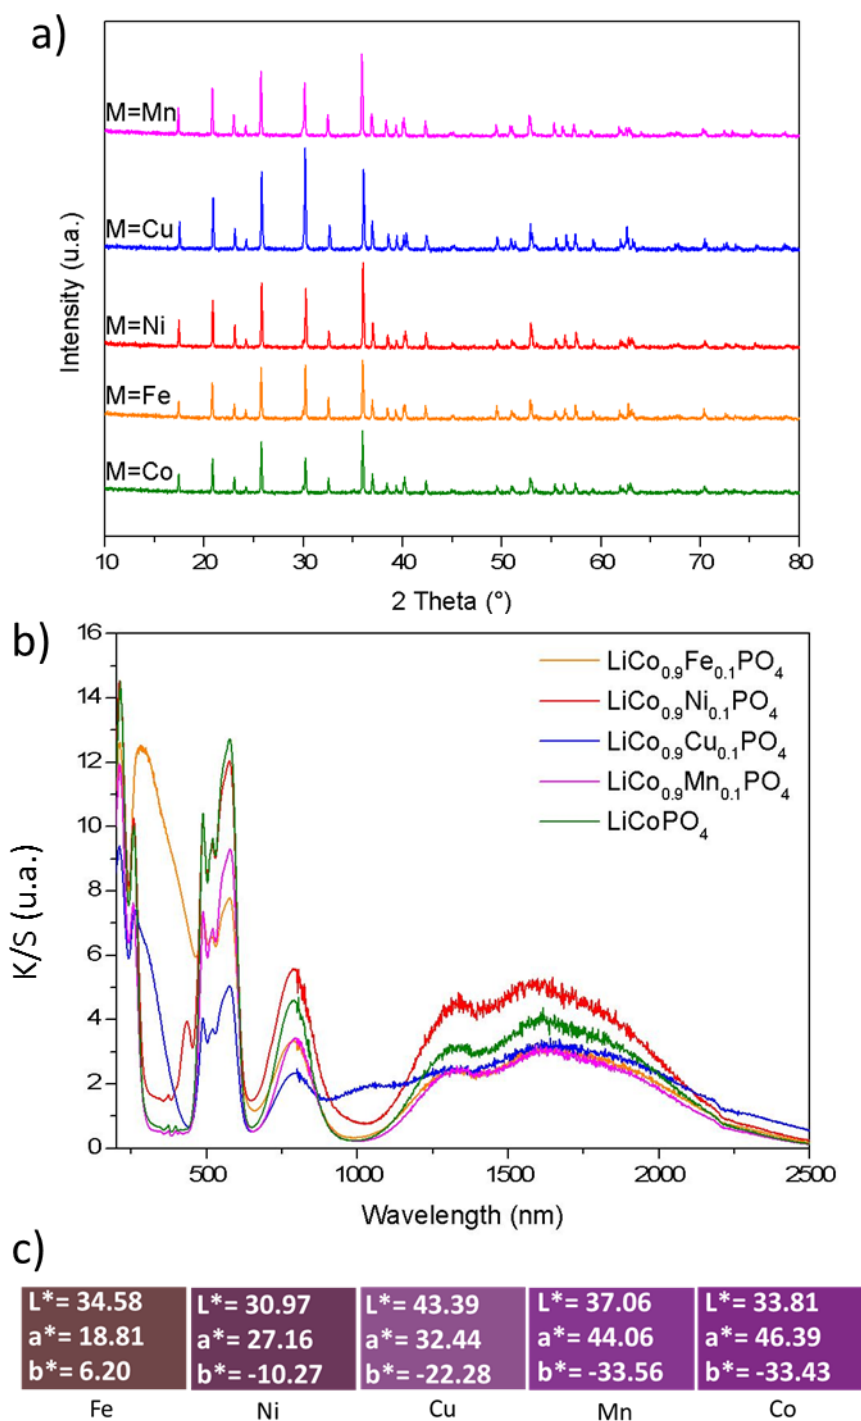 a)
M=Mn
M=Cu
M=Ni
M=Fe
M=Co
Intensity (u.a.)
10 20 30 40 50 60 70 80
2 Theta (°)
b)
16
14
12
10
8
6
4
2
0
K/S (u.a.)
LiCo0.9Fe0.1PO4
LiCo0.9Ni0.1PO4
LiCo0.9Cu0.1PO4
LiCo0.9Mn0.1PO4
LiCoPO4
500 1000 1500 2000 2500
Wavelength (nm)
c)
L*= 34.58
a*= 18.81
b*= 6.20
Fe
L*= 30.97
a*= 27.16
b*= -10.27
Ni
L*= 43.39
a*= 32.44
b*= -22.28
Cu
L*= 37.06
a*= 44.06
b*= -33.56
Mn
L*= 33.81
a*= 46.39
b*= -33.43
Co